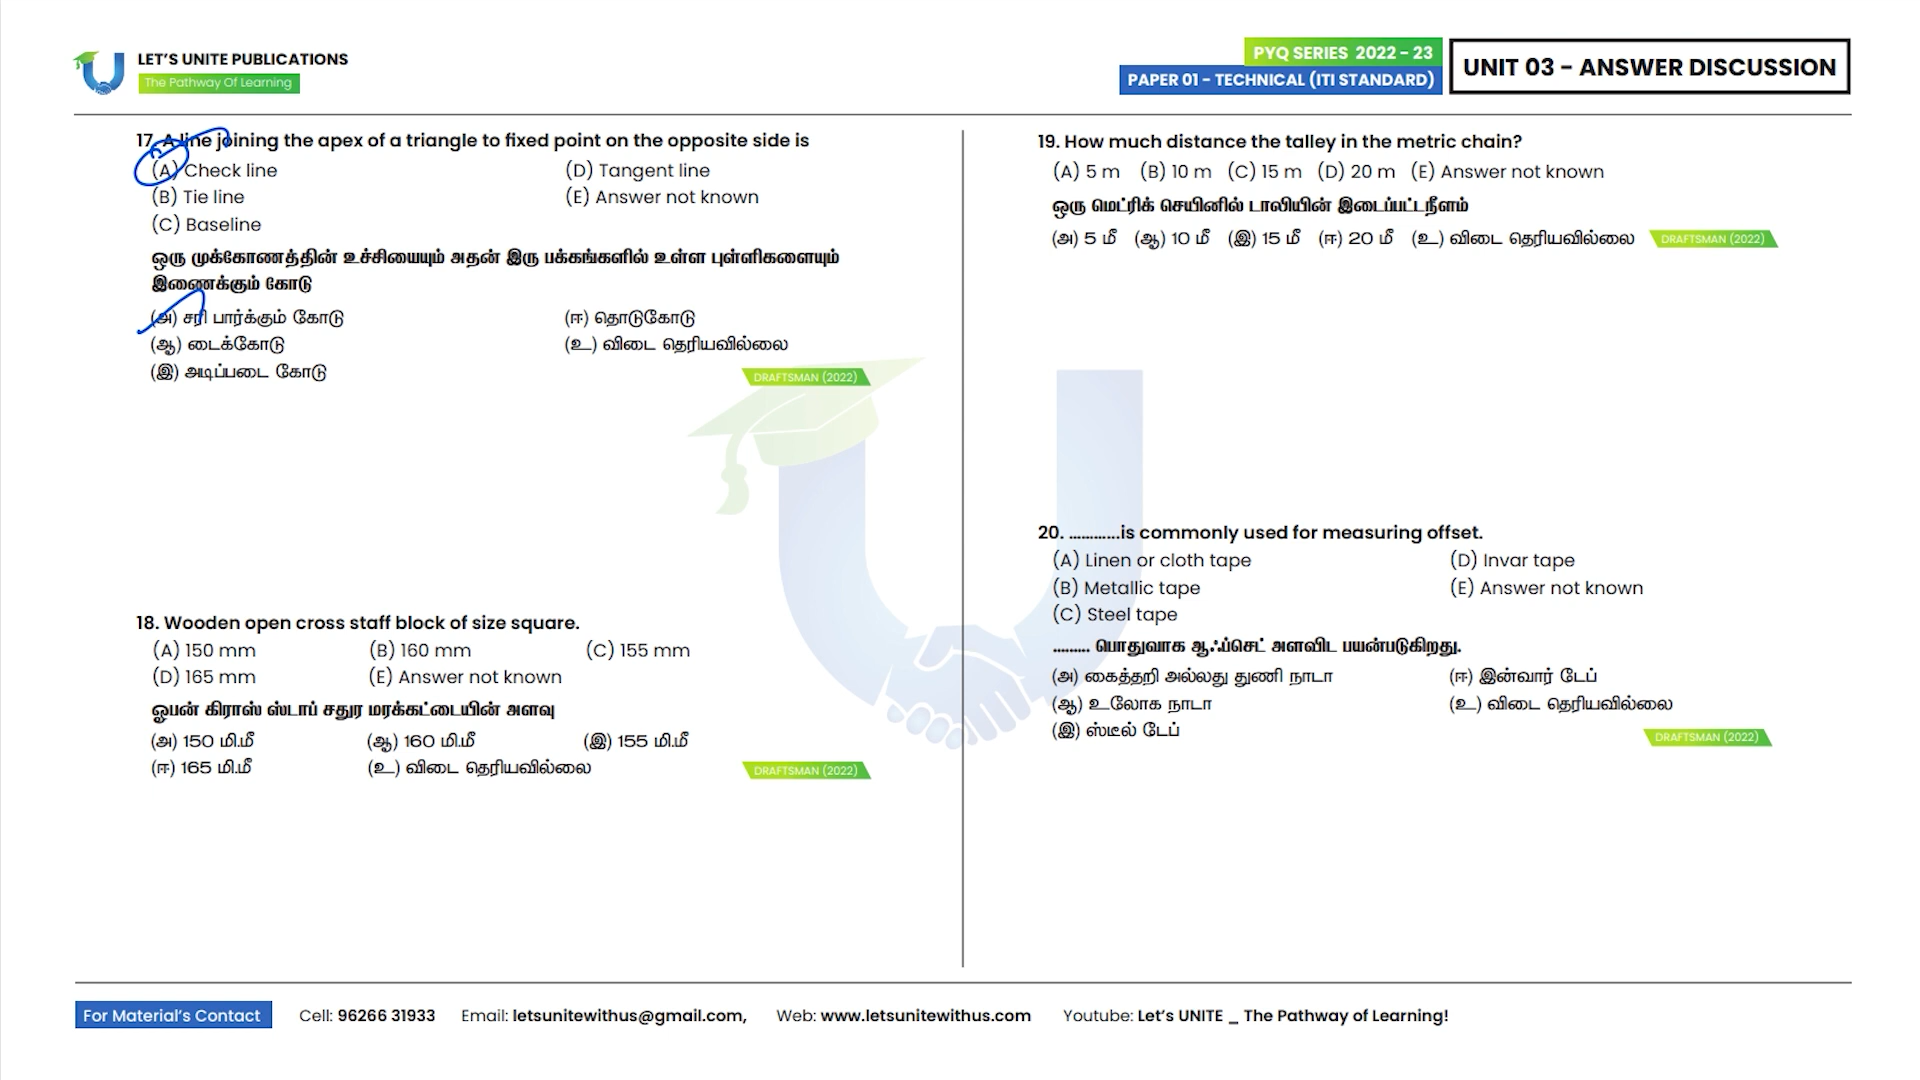 LET'S UNITE PUBLICATIONS
The Pathway Of Learning
PYQ SERIES 2022 - 23
PAPER 01 - TECHNICAL (ITI STANDARD)
UNIT 03 - ANSWER DISCUSSION
17. A line joining the apex of a triangle to fixed point on the opposite side is
(A) Check line (D) Tangent line
(B) Tie line (E) Answer not known
(C) Baseline
ஒரு முக்கோணத்தின் உச்சியையும் அதன் இரு பக்கங்களில் உள்ள புள்ளிகளையும்
இணைக்கும் கோடு
(அ) சரி பார்க்கும் கோடு (ஈ) தொடுகோடு
(ஆ) டைக்கோடு (உ) விடை தெரியவில்லை
(இ) அடிப்படை கோடு
DRAFTSMAN (2022)
18. Wooden open cross staff block of size square.
(A) 150 mm (B) 160 mm (C) 155 mm
(D) 165 mm (E) Answer not known
ஓபன் கிராஸ் ஸ்டாப் சதுர மரக்கட்டையின் அளவு
(அ) 150 மி.மீ (ஆ) 160 மி.மீ (இ) 155 மி.மீ
(ஈ) 165 மி.மீ (உ) விடை தெரியவில்லை
DRAFTSMAN (2022)
19. How much distance the talley in the metric chain?
(A) 5 m (B) 10 m (C) 15 m (D) 20 m (E) Answer not known
ஒரு மெட்ரிக் செயினில் டாலியின் இடைப்பட்டநீளம்
(அ) 5 மீ (ஆ) 10 மீ (இ) 15 மீ (ஈ) 20 மீ (உ) விடை தெரியவில்லை
DRAFTSMAN (2022)
20. ............is commonly used for measuring offset.
(A) Linen or cloth tape (D) Invar tape
(B) Metallic tape (E) Answer not known
(C) Steel tape
......... பொதுவாக ஆஃப்செட் அளவிட பயன்படுகிறது.
(அ) கைத்தறி அல்லது துணி நாடா (ஈ) இன்வார் டேப்
(ஆ) உலோக நாடா (உ) விடை தெரியவில்லை
(இ) ஸ்டீல் டேப்
DRAFTSMAN (2022)
For Material's Contact Cell: 96266 31933 Email: letsunitewithus@gmail.com, Web: www.letsunitewithus.com Youtube: Let's UNITE _ The Pathway of Learning!